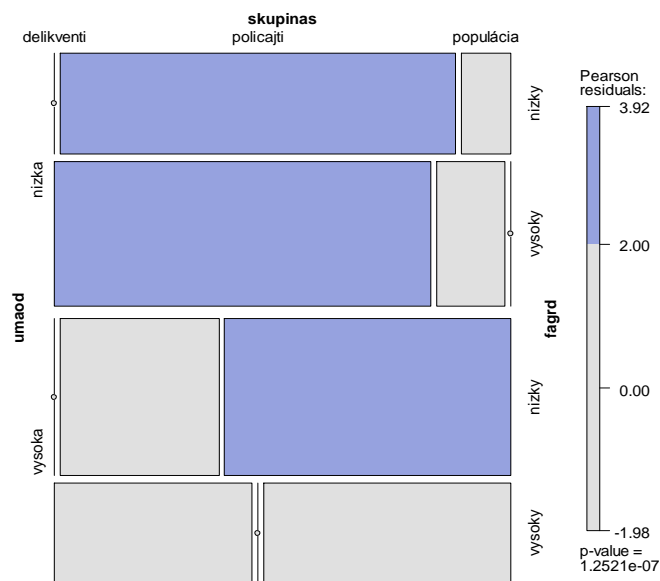 skupinas
delikventi policajti populácia
nizka
nizky
vysoky
umaod
fagrd
vysoka
nizky
vysoky
Pearson
residuals:
3.92
2.00
0.00
-1.98
p-value =
1.2521e-07